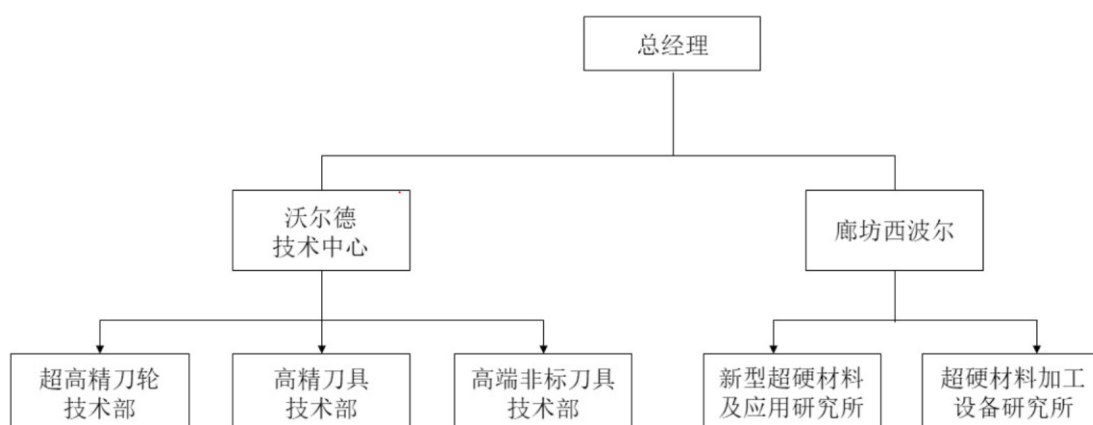 总经理
沃尔德
技术中心
廊坊西波尔
超高精刀轮
技术部
高精刀具
技术部
高端非标刀具
技术部
新型超硬材料
及应用研究所
超硬材料加工
设备研究所